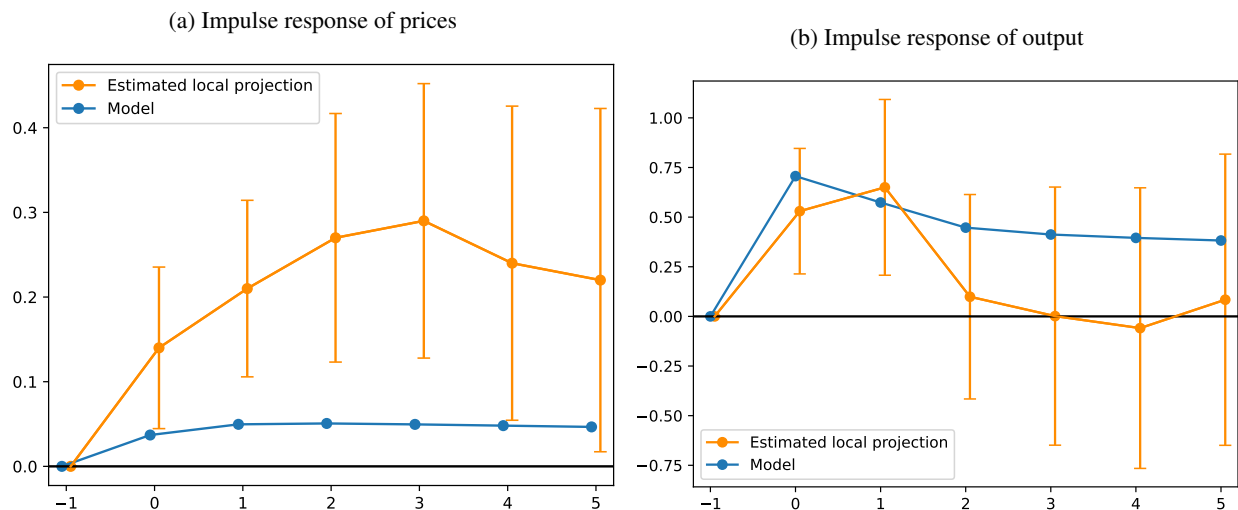 (a) Impulse response of prices
Estimated local projection
Model
0.4
0.3
0.2
0.1
0.0
−1 0 1 2 3 4 5
(b) Impulse response of output
1.00
0.75
0.50
0.25
0.00
−0.25
−0.50
−0.75
Estimated local projection
Model
−1 0 1 2 3 4 5